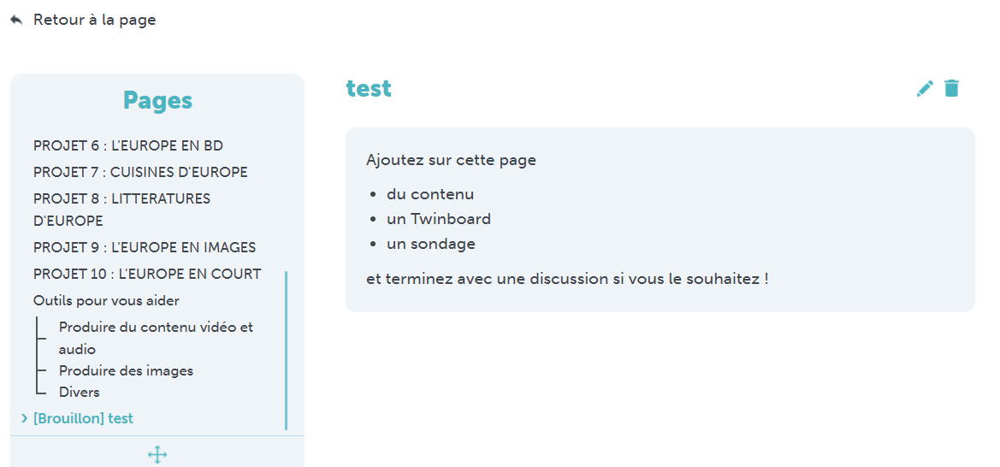 Retour à la page
Pages
PROJET 6 : L'EUROPE EN BD
PROJET 7 : CUISINES D'EUROPE
PROJET 8 : LITTERATURES
D'EUROPE
PROJET 9 : L'EUROPE EN IMAGES
PROJET 10 : L'EUROPE EN COURT
Outils pour vous aider
Produire du contenu vidéo et
audio
Produire des images
Divers
[Brouillon] test
test
Ajoutez sur cette page
• du contenu
• un Twinboard
• un sondage
et terminez avec une discussion si vous le souhaitez !